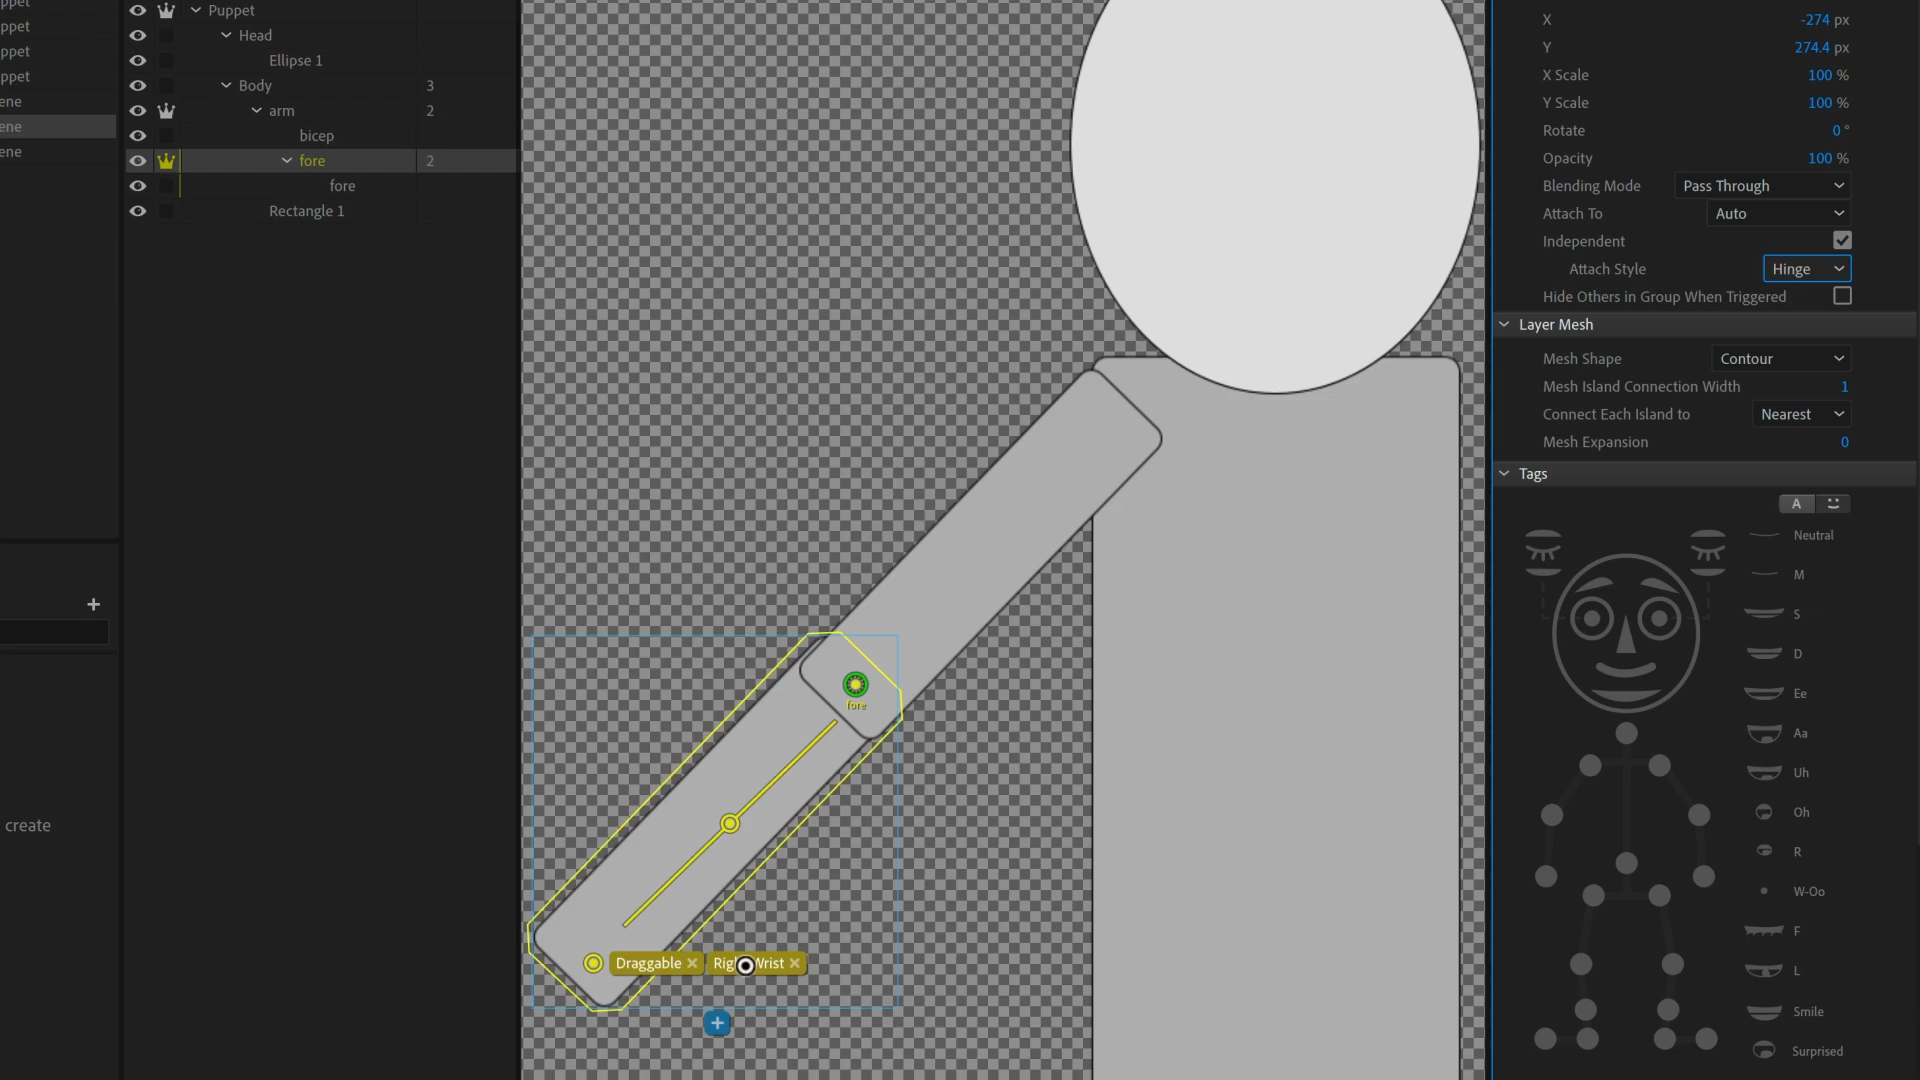 ppet
ppet
ppet
ppet
ene
ene
ene
+
create
Puppet
Head
Ellipse 1
Body 3
arm 2
bicep
fore 2
fore
Rectangle 1
fore
Draggable ×
Rig Wrist ×
+
X -274 px
Y 274.4 px
X Scale 100 %
Y Scale 100 %
Rotate 0 °
Opacity 100 %
Blending Mode Pass Through
Attach To Auto
Independent
Attach Style Hinge
Hide Others in Group When Triggered
Layer Mesh
Mesh Shape Contour
Mesh Island Connection Width 1
Connect Each Island to Nearest
Mesh Expansion 0
Tags
A
Neutral
M
S
D
Ee
Aa
Uh
Oh
R
W-Oo
F
L
Smile
Surprised